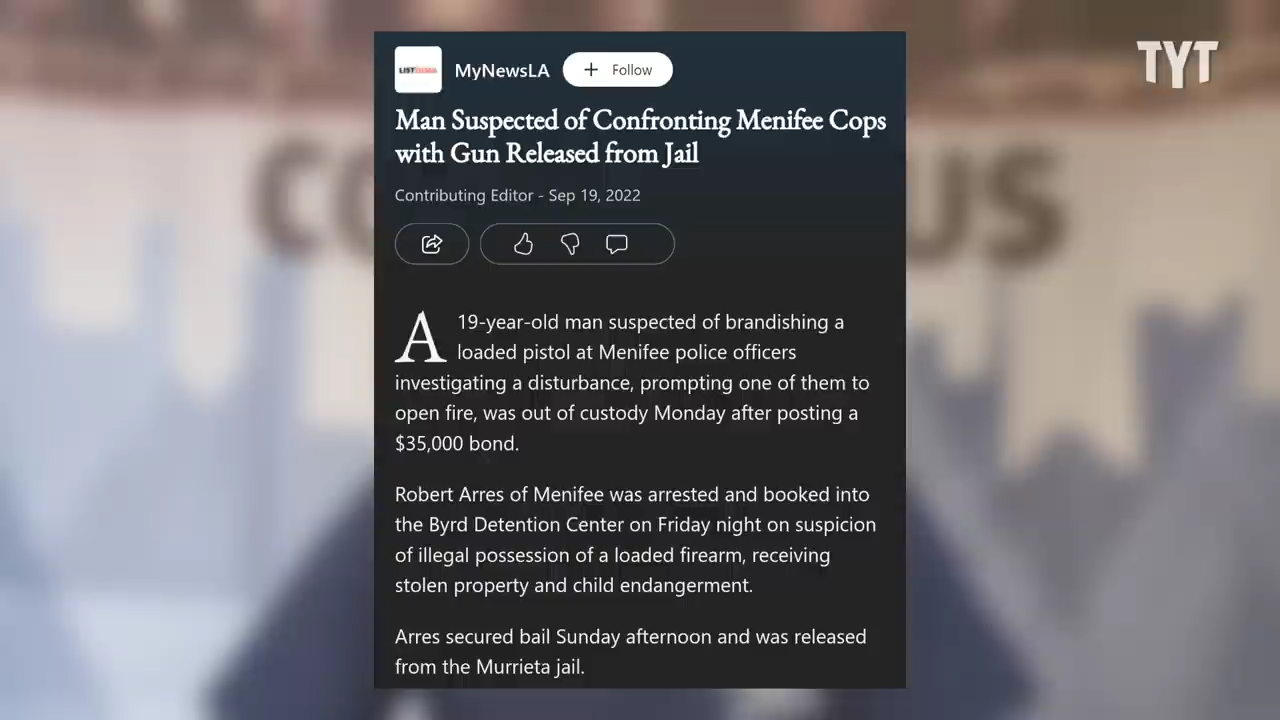 TYT
MyNewsLA
+ Follow
Man Suspected of Confronting Menifee Cops
with Gun Released from Jail
Contributing Editor - Sep 19, 2022
A 19-year-old man suspected of brandishing a
loaded pistol at Menifee police officers
investigating a disturbance, prompting one of them to
open fire, was out of custody Monday after posting a
$35,000 bond.
Robert Arres of Menifee was arrested and booked into
the Byrd Detention Center on Friday night on suspicion
of illegal possession of a loaded firearm, receiving
stolen property and child endangerment.
Arres secured bail Sunday afternoon and was released
from the Murrieta jail.